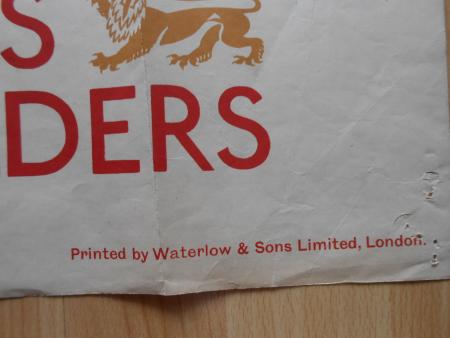 S
DERS
Printed by Waterlow & Sons Limited, London.